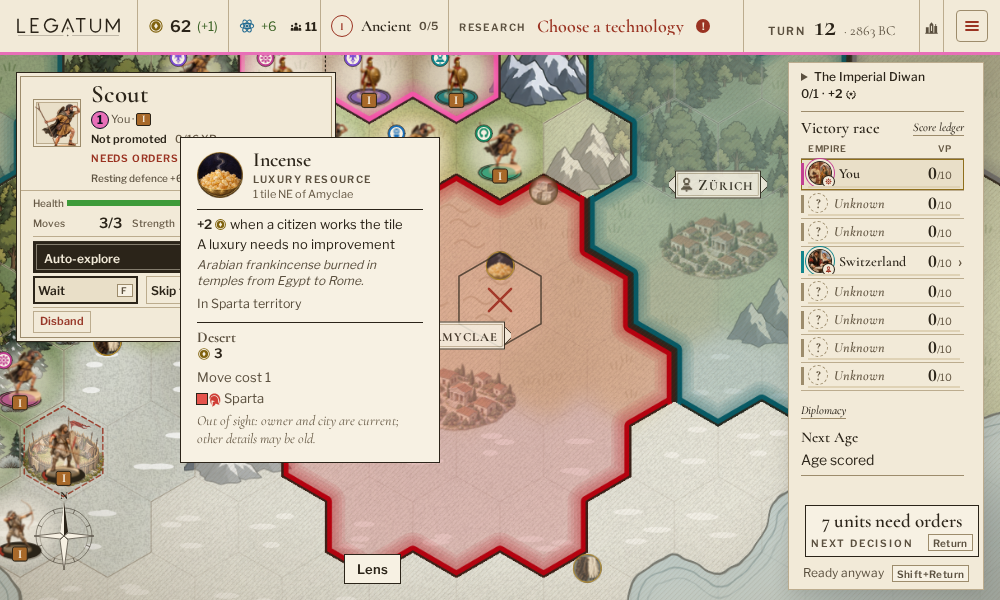 LEGATUM
62 (+1)
+6
11
I Ancient 0/5
RESEARCH Choose a technology !
TURN 12 · 2863 BC
Scout
1 You · I
Not promoted
NEEDS ORDERS
Resting defence +6
Health
Moves 3/3 Strength
Auto-explore
Wait F
Skip
Disband
Incense
LUXURY RESOURCE
1 tile NE of Amyclae
+2 when a citizen works the tile
A luxury needs no improvement
Arabian frankincense burned in
temples from Egypt to Rome.
In Sparta territory
Desert
3
Move cost 1
Sparta
Out of sight: owner and city are current;
other details may be old.
I
I
I
I
I
I
N
MYCLAE
ZÜRICH
Lens
The Imperial Diwan
0/1 · +2
Victory race Score ledger
EMPIRE VP
You 0/10
? Unknown 0/10
? Unknown 0/10
Switzerland 0/10 ›
? Unknown 0/10
? Unknown 0/10
? Unknown 0/10
? Unknown 0/10
Diplomacy
Next Age
Age scored
7 units need orders
NEXT DECISION Return
Ready anyway Shift+Return